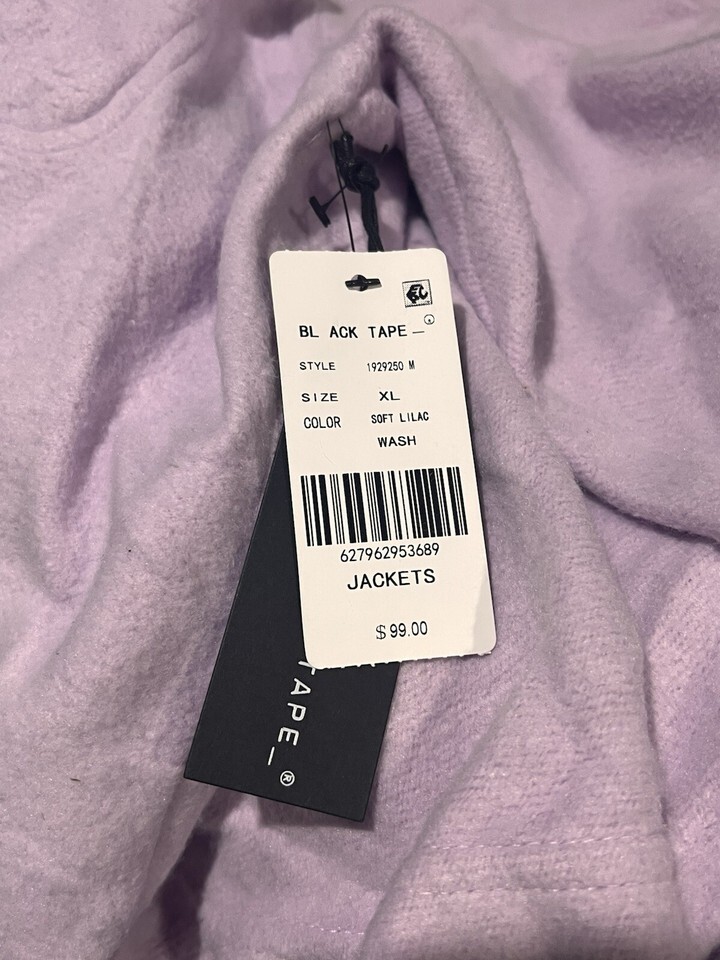 BL ACK TAPE_®
STYLE 1929250 M
SIZE XL
COLOR SOFT LILAC
WASH
627962953689
JACKETS
$99.00
TAPE_®